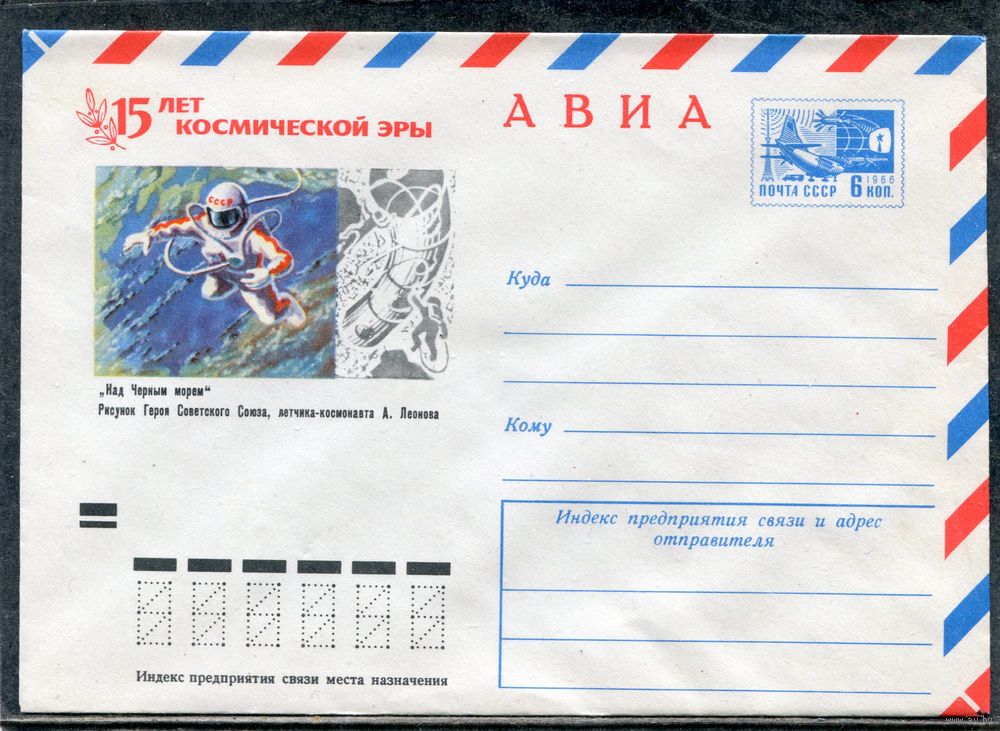 15 ЛЕТ
КОСМИЧЕСКОЙ ЭРЫ
АВИА
1966
ПОЧТА СССР 6 КОП.
СССР
„Над Черным морем“
Рисунок Героя Советского Союза, летчика-космонавта А. Леонова
Куда
Кому
Индекс предприятия связи и адрес
отправителя
Индекс предприятия связи места назначения